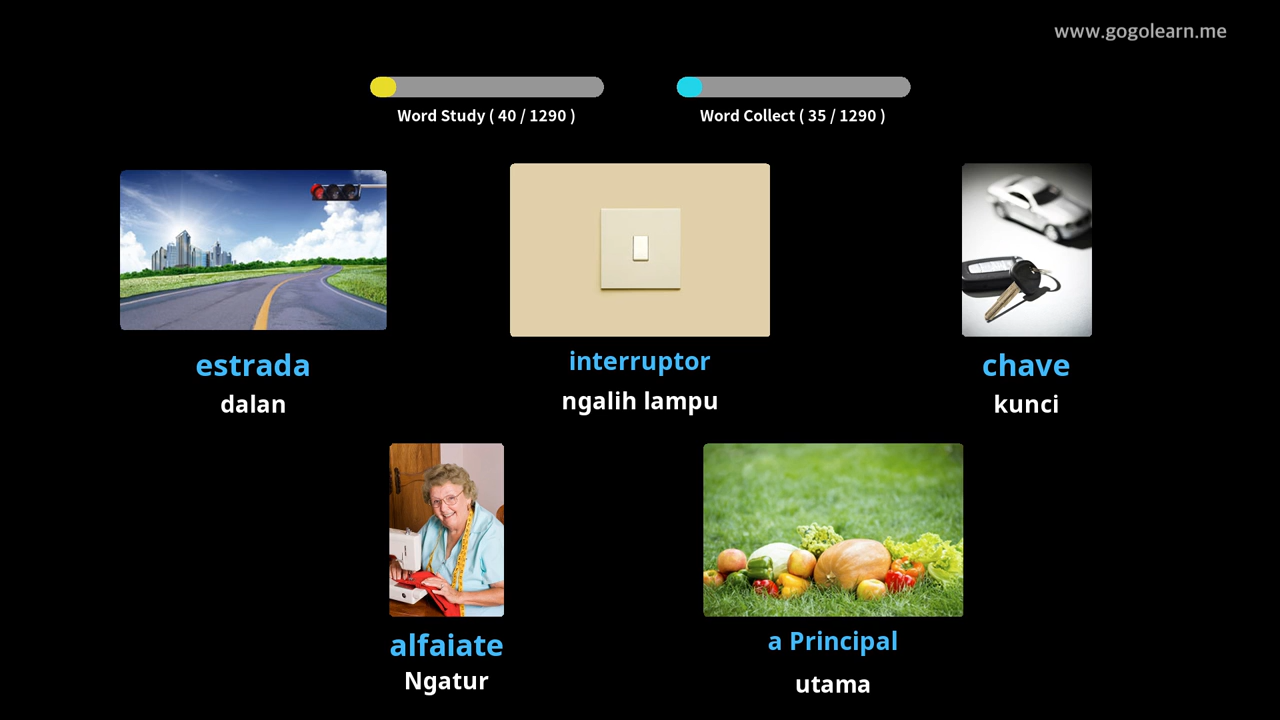 www.gogolearn.me
Word Study ( 40 / 1290 )
Word Collect ( 35 / 1290 )
estrada
dalan
interruptor
ngalih lampu
chave
kunci
alfaiate
Ngatur
a Principal
utama